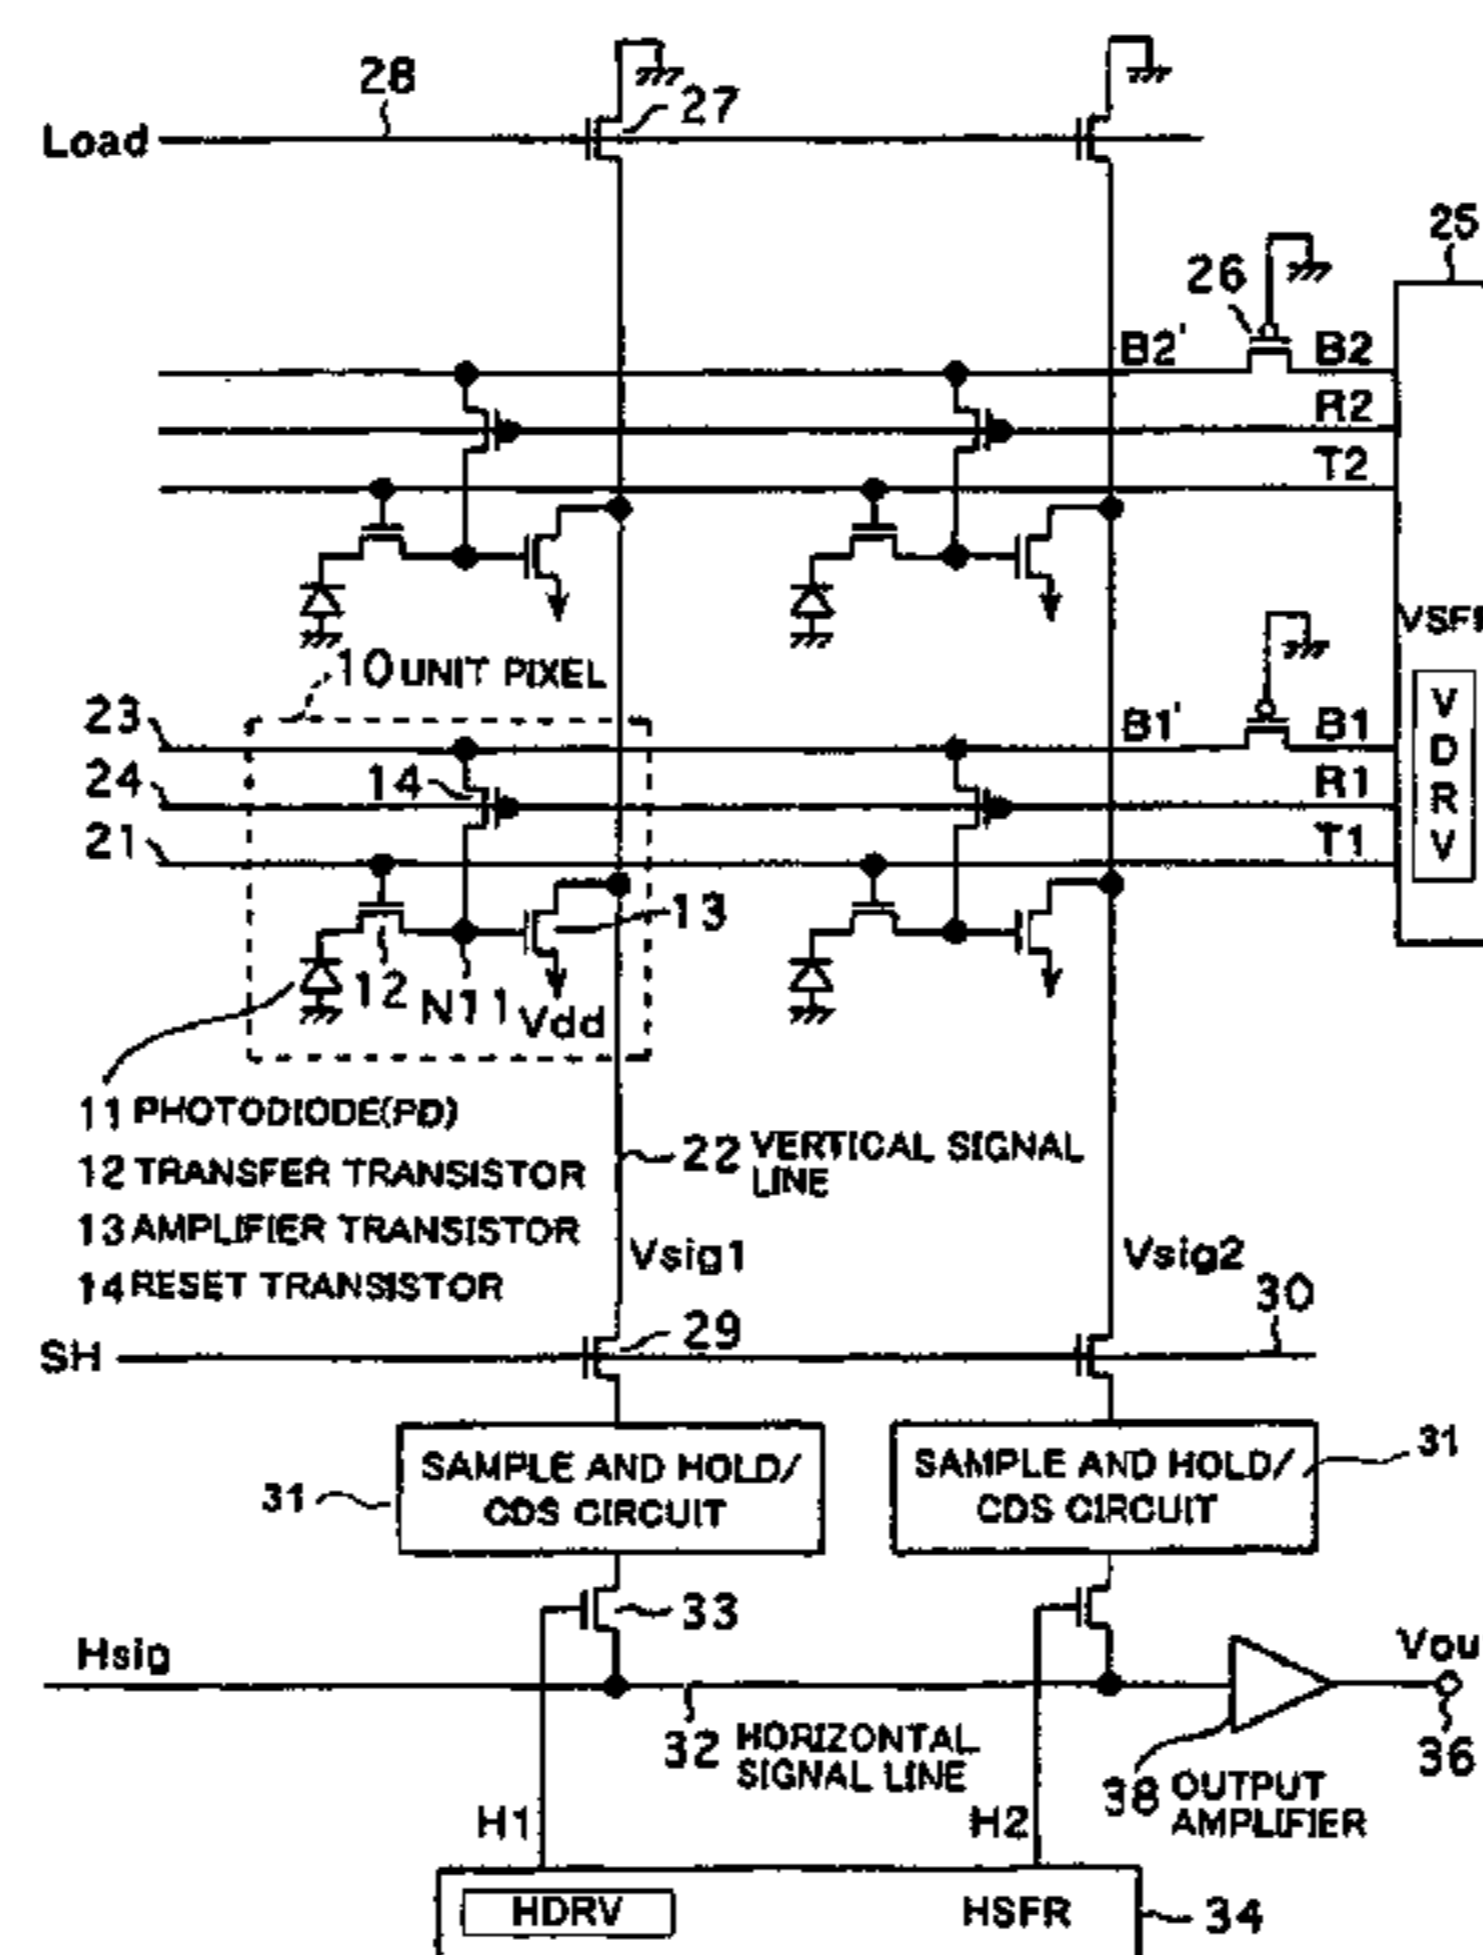 28
27
Load
25
26
B2' B2
R2
T2
10 UNIT PIXEL
VSF
23
B1' B1
24
14
R1
21
T1
V
D
R
V
13
12 N11 Vdd
11 PHOTODIODE(PD)
12 TRANSFER TRANSISTOR
13 AMPLIFIER TRANSISTOR
14 RESET TRANSISTOR
22 VERTICAL SIGNAL
LINE
Vsig1
Vsig2
30
29
SH
SAMPLE AND HOLD/
CDS CIRCUIT
31
SAMPLE AND HOLD/
CDS CIRCUIT
31
33
Hsig
Vou
32 HORIZONTAL
SIGNAL LINE
36
38 OUTPUT
AMPLIFIER
H1
H2
HDRV
HSFR
34